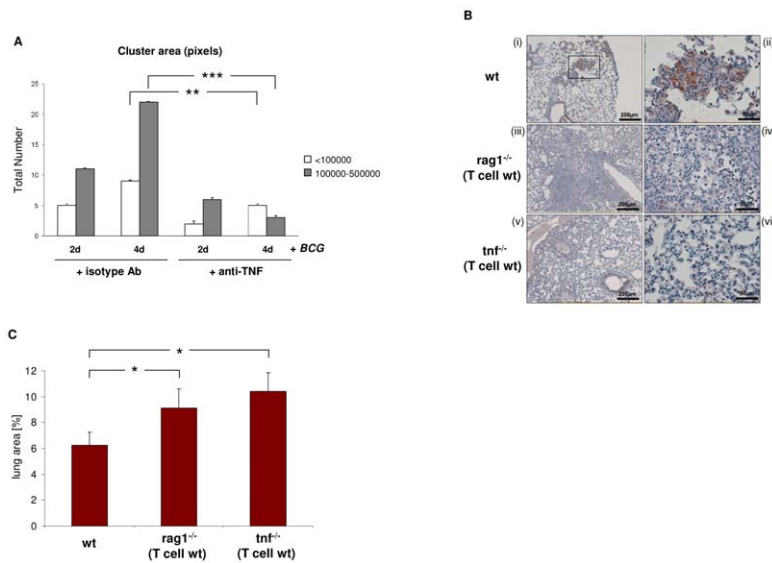 A
Cluster area (pixels)
Total Number
25
20
15
10
5
0
***
**
<100000
100000-500000
2d 4d 2d 4d + BCG
+ isotype Ab + anti-TNF
B
(i) (ii)
wt
200µm
(iii) (iv
rag1-/-
(T cell wt)
200µm
(v) (vi
tnf-/-
(T cell wt)
200µm
C
lung area [%]
12
10
8
6
4
2
0
*
*
wt rag1-/- tnf-/-
(T cell wt) (T cell wt)